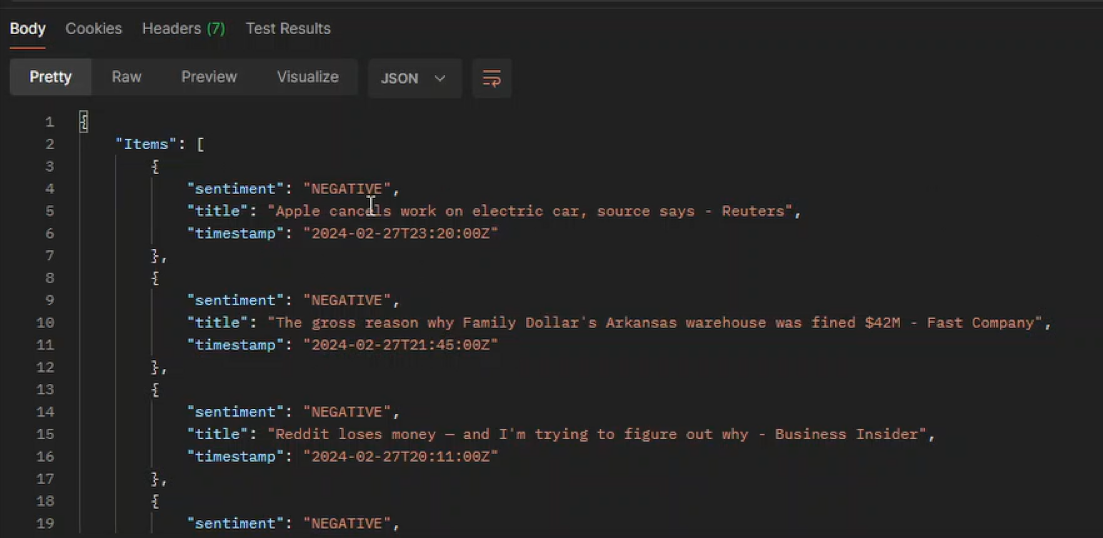 Body Cookies Headers (7) Test Results
Pretty Raw Preview Visualize JSON
1 {
2 "Items": [
3 {
4 "sentiment": "NEGATIVE",
5 "title": "Apple cancels work on electric car, source says - Reuters",
6 "timestamp": "2024-02-27T23:20:00Z"
7 },
8 {
9 "sentiment": "NEGATIVE",
10 "title": "The gross reason why Family Dollar's Arkansas warehouse was fined $42M - Fast Company",
11 "timestamp": "2024-02-27T21:45:00Z"
12 },
13 {
14 "sentiment": "NEGATIVE",
15 "title": "Reddit loses money — and I'm trying to figure out why - Business Insider",
16 "timestamp": "2024-02-27T20:11:00Z"
17 },
18 {
19 "sentiment": "NEGATIVE",